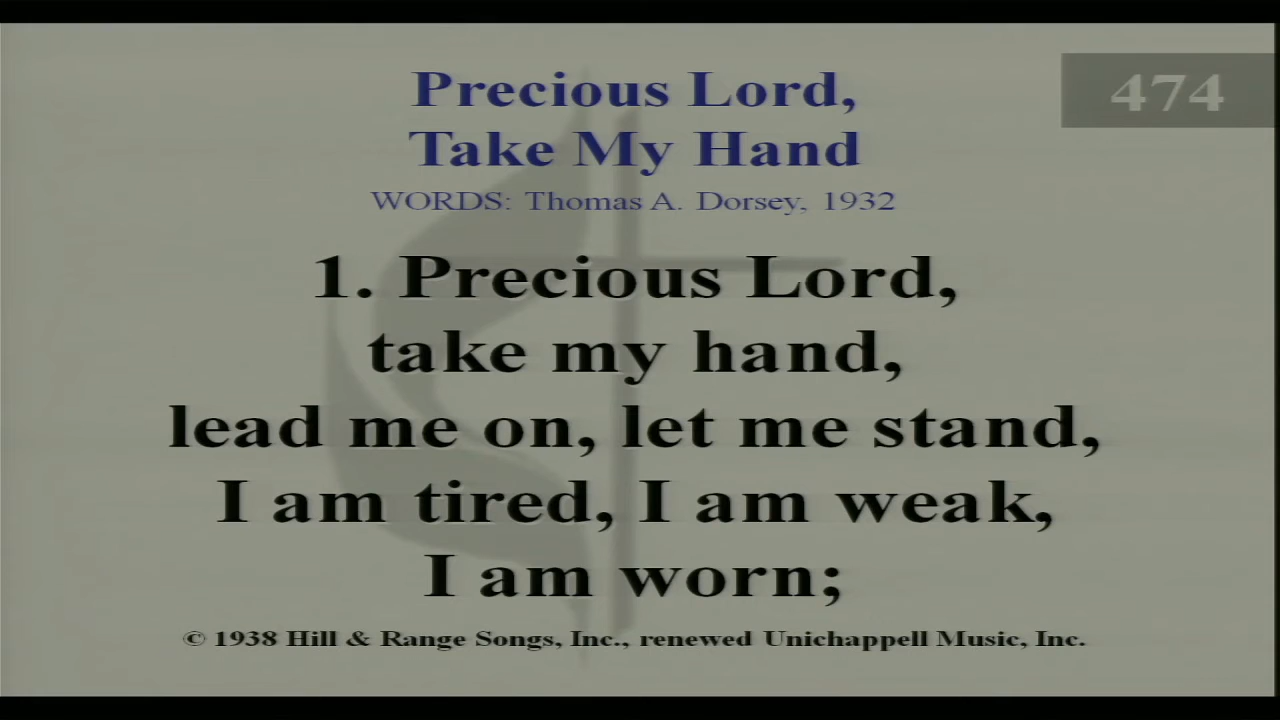 Precious Lord,
Take My Hand
474
WORDS: Thomas A. Dorsey, 1932
1. Precious Lord,
take my hand,
lead me on, let me stand,
I am tired, I am weak,
I am worn;
© 1938 Hill & Range Songs, Inc., renewed Unichappell Music, Inc.